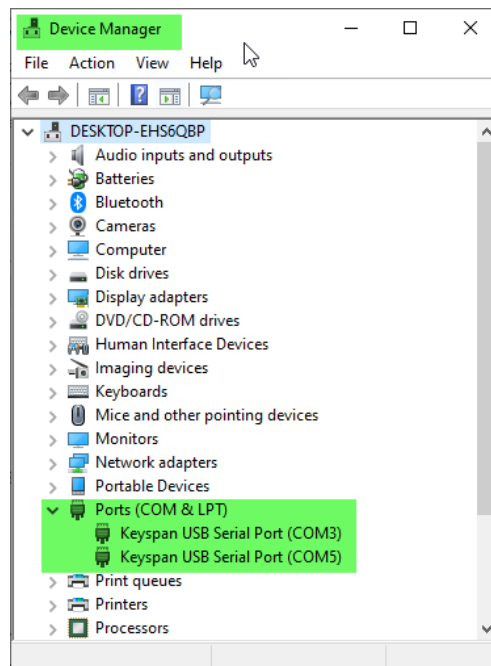 Device Manager
File Action View Help
DESKTOP-EHS6QBP
Audio inputs and outputs
Batteries
Bluetooth
Cameras
Computer
Disk drives
Display adapters
DVD/CD-ROM drives
Human Interface Devices
Imaging devices
Keyboards
Mice and other pointing devices
Monitors
Network adapters
Portable Devices
Ports (COM & LPT)
Keyspan USB Serial Port (COM3)
Keyspan USB Serial Port (COM5)
Print queues
Printers
Processors